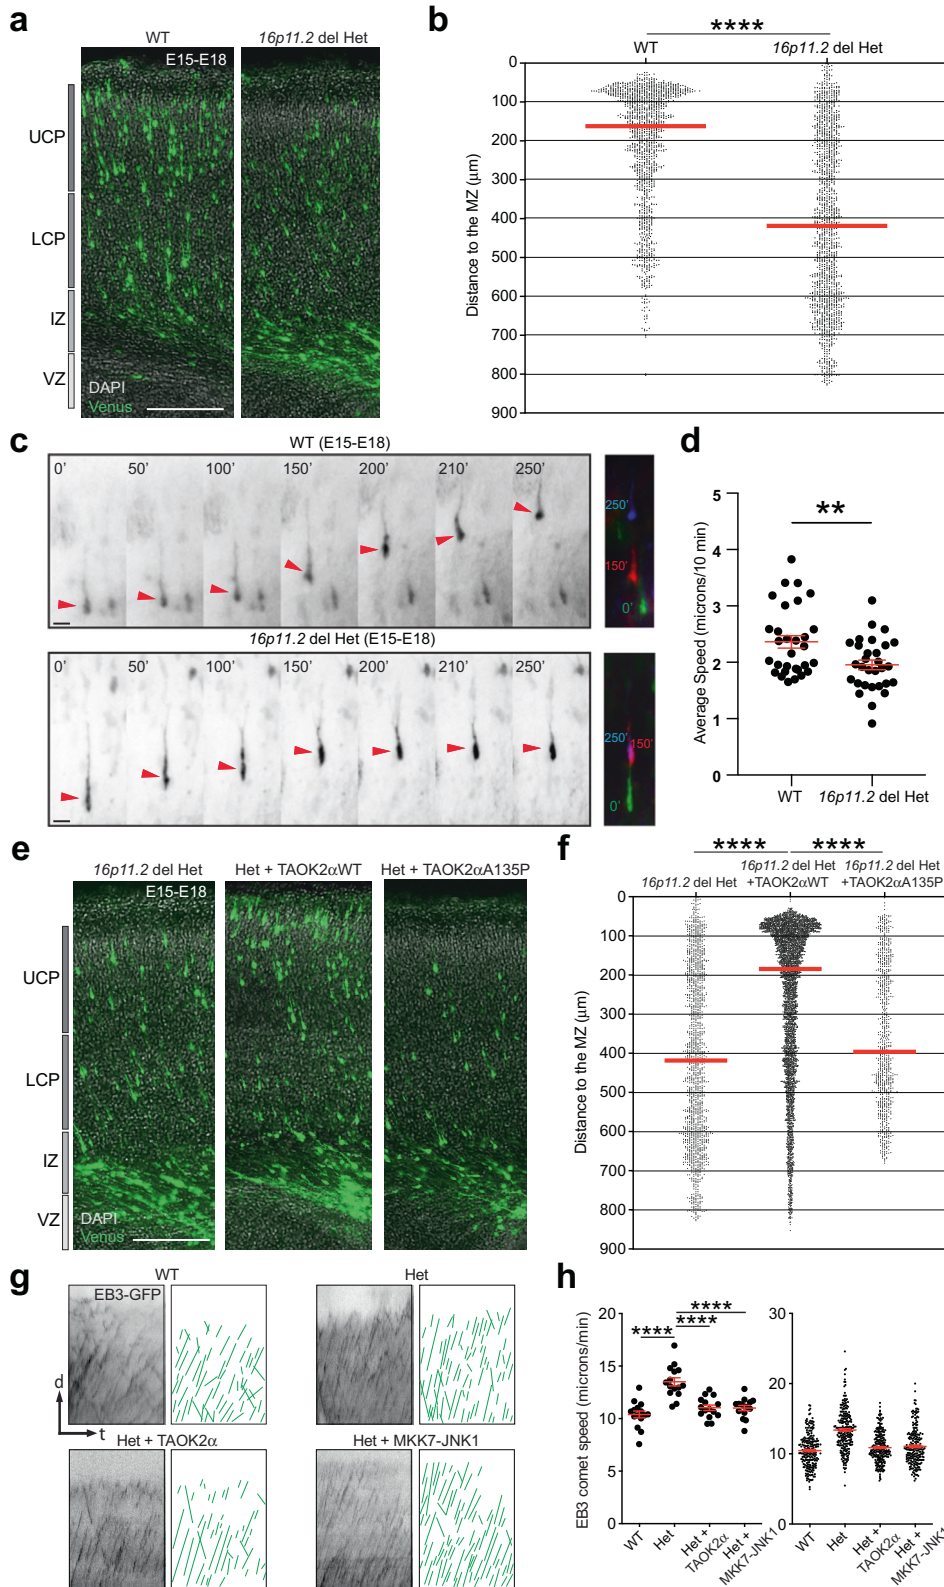 a
WT
16p11.2 del Het
E15-E18
UCP
LCP
IZ
VZ
DAPI
Venus
b
****
WT
16p11.2 del Het
Distance to the MZ (μm)
0
100
200
300
400
500
600
700
800
900
c
WT (E15-E18)
0' 50' 100' 150' 200' 210' 250'
250'
150'
0'
16p11.2 del Het (E15-E18)
0' 50' 100' 150' 200' 210' 250'
250'
150'
0'
d
**
Average Speed (microns/10 min)
5
4
3
2
1
0
WT
16p11.2 del Het
e
16p11.2 del Het
Het + TAOK2αWT
Het + TAOK2αA135P
E15-E18
UCP
LCP
IZ
VZ
DAPI
Venus
f
**** ****
16p11.2 del Het
16p11.2 del Het
+TAOK2αWT
16p11.2 del Het
+TAOK2αA135P
Distance to the MZ (μm)
0
100
200
300
400
500
600
700
800
900
g
WT
Het
EB3-GFP
d
t
Het + TAOK2α
Het + MKK7-JNK1
h
EB3 comet speed (microns/min)
20
15
10
5
0
****
****
****
WT
Het
Het +
TAOK2α
Het +
MKK7-JNK1
30
20
10
0
WT
Het
Het +
TAOK2α
Het +
MKK7-JNK1